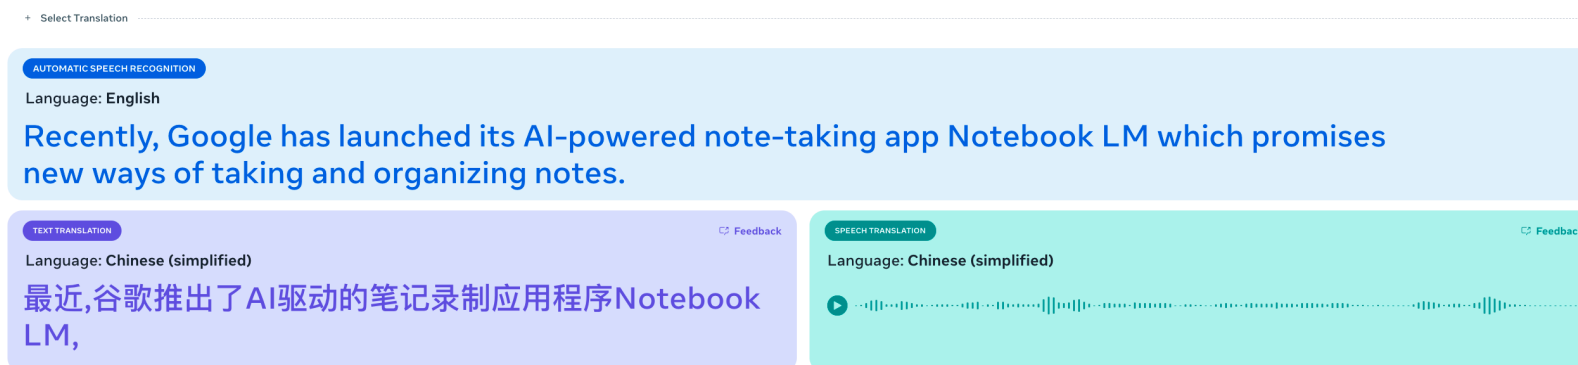 + Select Translation
AUTOMATIC SPEECH RECOGNITION
Language: English
Recently, Google has launched its AI-powered note-taking app Notebook LM which promises
new ways of taking and organizing notes.
TEXT TRANSLATION
Feedback
Language: Chinese (simplified)
最近,谷歌推出了AI驱动的笔记录制应用程序Notebook
LM,
SPEECH TRANSLATION
Feedbac
Language: Chinese (simplified)